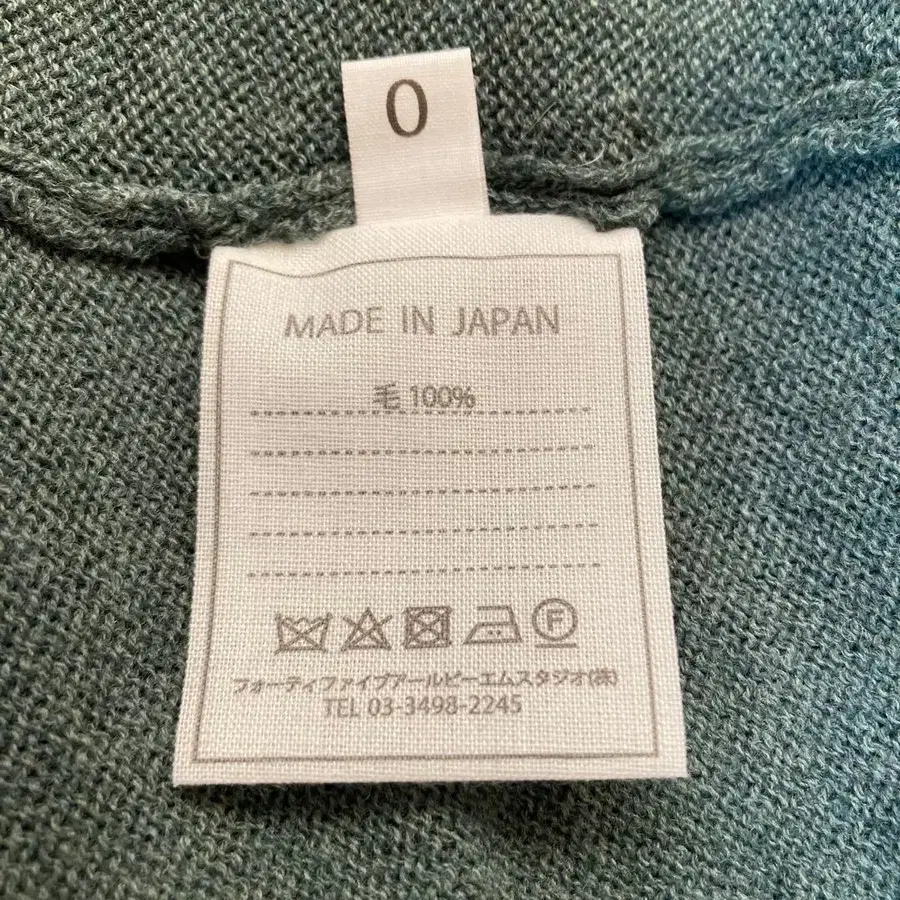 0
MADE IN JAPAN
毛 100%
F
フォーティファイブアールピーエムスタジオ(株)
TEL 03-3498-2245